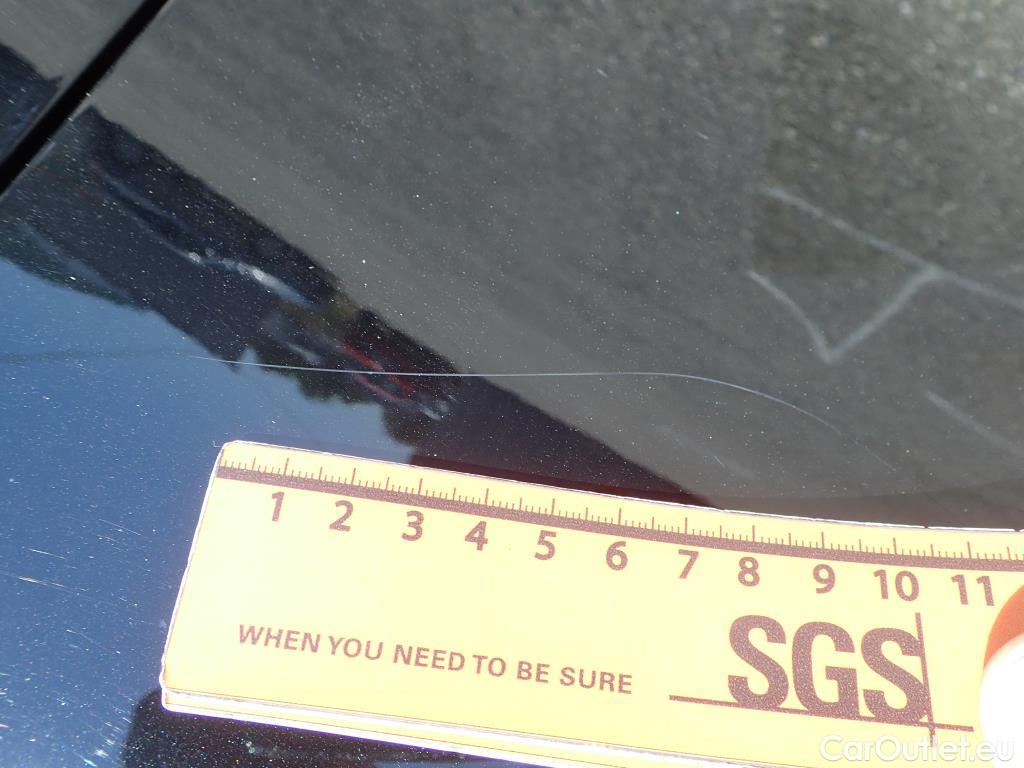 1 2 3 4 5 6 7 8 9 10 11
WHEN YOU NEED TO BE SURE
SGS
CarOutlet.eu